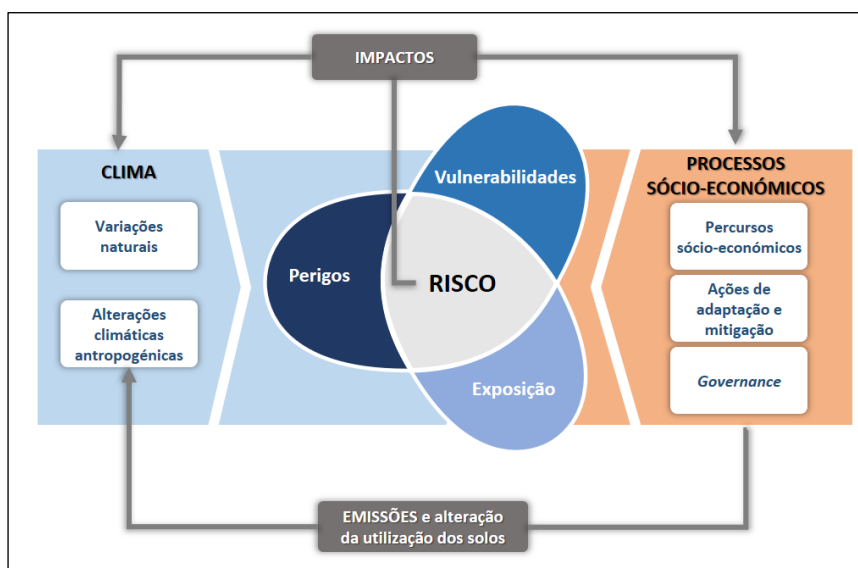 IMPACTOS
CLIMA
Variações
naturais
Alterações
climáticas
antropogénicas
Perigos
Vulnerabilidades
RISCO
Exposição
PROCESSOS
SÓCIO-ECONÓMICOS
Percursos
sócio-económicos
Ações de
adaptação e
mitigação
Governance
EMISSÕES e alteração
da utilização dos solos